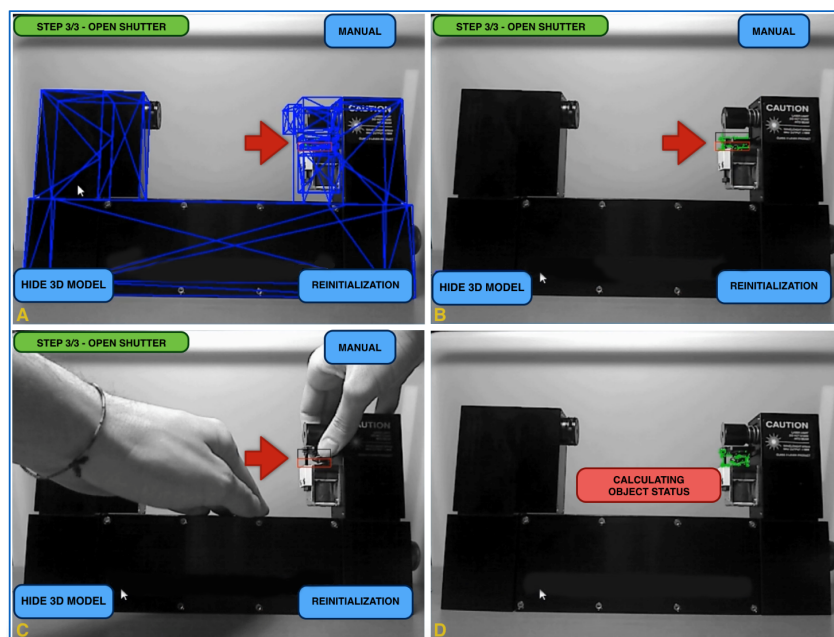 STEP 3/3 - OPEN SHUTTER
MANUAL
CAUTION
HIDE 3D MODEL
REINITIALIZATION
A
STEP 3/3 - OPEN SHUTTER
MANUAL
CAUTION
HIDE 3D MODEL
REINITIALIZATION
B
STEP 3/3 - OPEN SHUTTER
MANUAL
CAUTION
HIDE 3D MODEL
REINITIALIZATION
C
CAUTION
CALCULATING
OBJECT STATUS
D